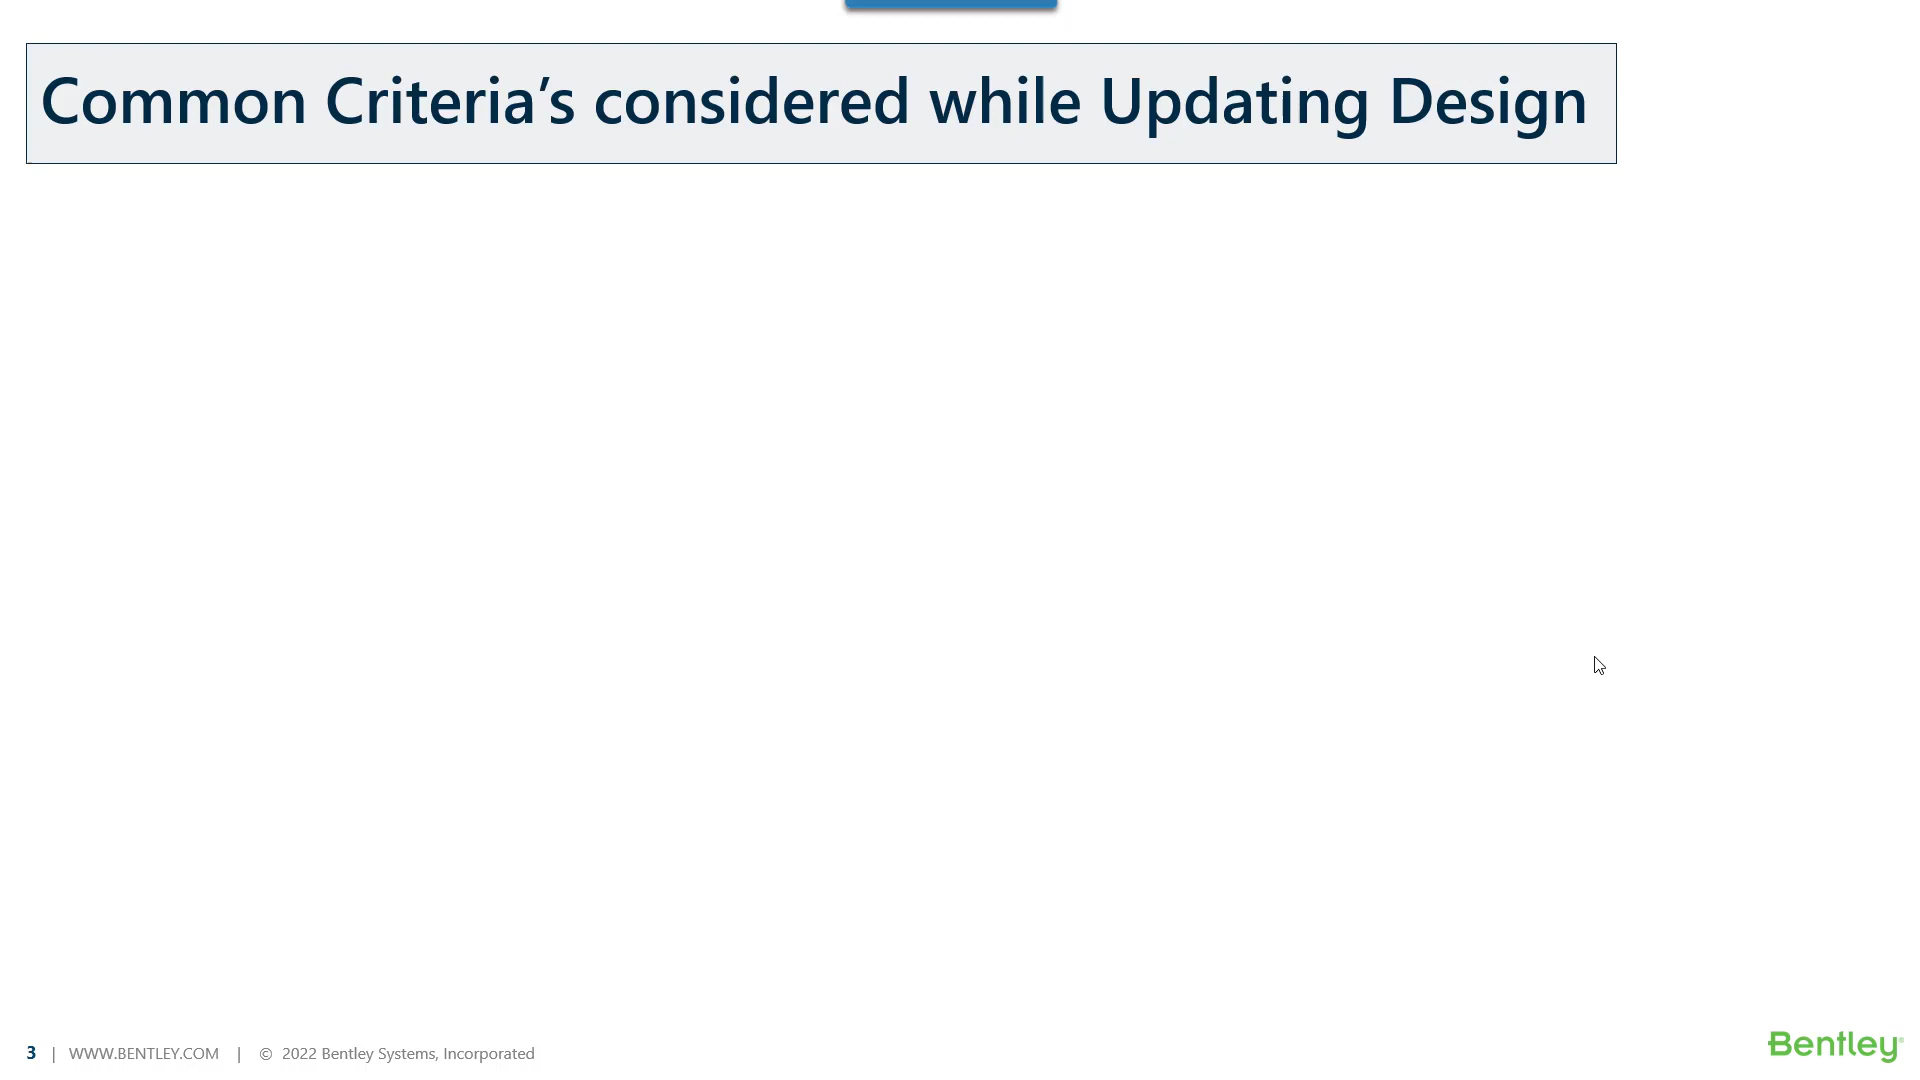 Common Criteria’s considered while Updating Design
3 | WWW.BENTLEY.COM | © 2022 Bentley Systems, Incorporated
Bentley®